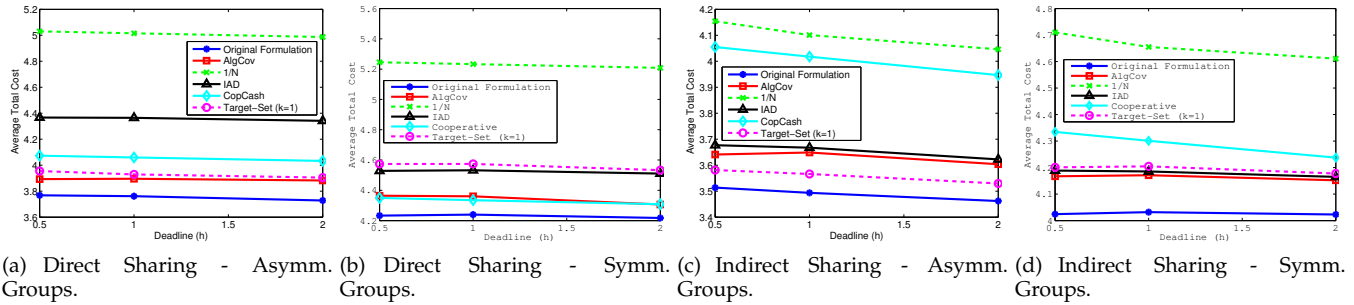 5.2
5
4.8
4.6
4.4
4.2
4
3.8
3.6
0.5
1
1.5
2
Average Total Cost
Deadline (h)
Original Formulation
AlgCov
1/N
IAD
CopCash
Target-Set (k=1)
(a) Direct Sharing - Asymm.
Groups.
5.6
5.4
5.2
5
4.8
4.6
4.4
4.2
0.5
1
1.5
2
Average Total Cost
Deadline (h)
Original Formulation
AlgCov
1/N
IAD
Cooperative
Target-Set (k=1)
(b) Direct Sharing - Symm.
Groups.
4.2
4.1
4
3.9
3.8
3.7
3.6
3.5
3.4
0.5
1
1.5
2
Average Total Cost
Deadline (h)
Original Formulation
AlgCov
1/N
IAD
CopCash
Target-Set (k=1)
(c) Indirect Sharing - Asymm.
Groups.
4.8
4.7
4.6
4.5
4.4
4.3
4.2
4.1
4
0.5
1
1.5
2
Average Total Cost
Deadline (h)
Original Formulation
AlgCov
1/N
IAD
Cooperative
Target-Set (k=1)
(d) Indirect Sharing - Symm.
Groups.